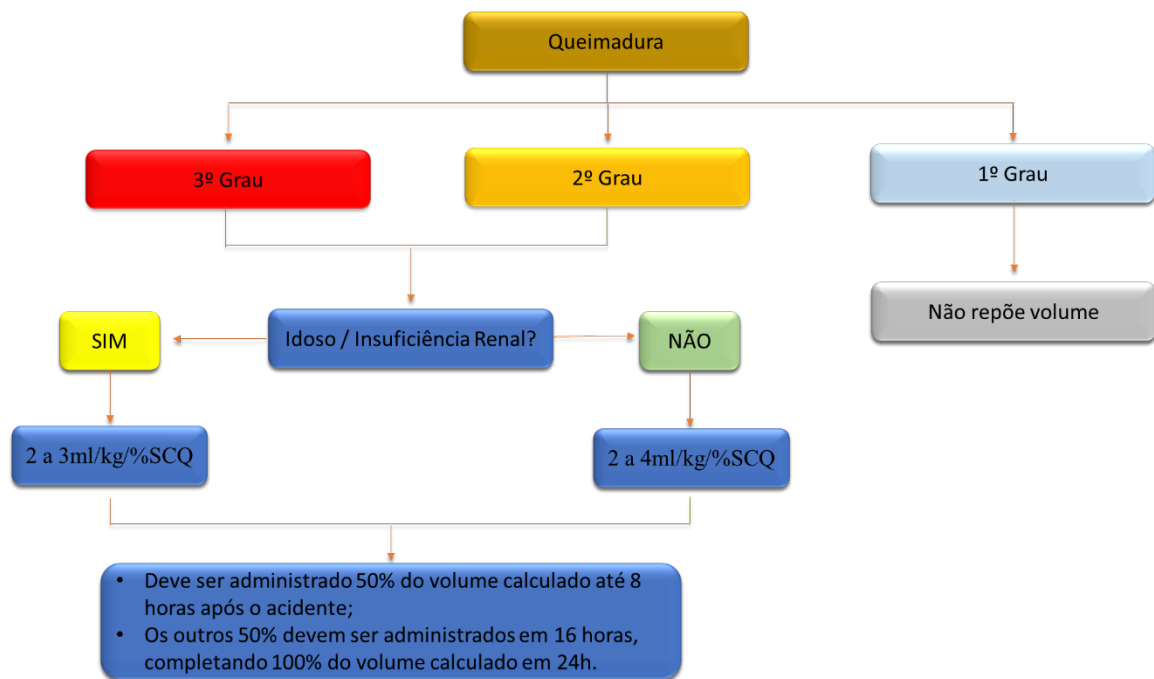 Queimadura
3º Grau
2º Grau
1º Grau
Não repõe volume
SIM
Idoso / Insuficiência Renal?
NÃO
2 a 3ml/kg/%SCQ
2 a 4ml/kg/%SCQ
• Deve ser administrado 50% do volume calculado até 8
horas após o acidente;
• Os outros 50% devem ser administrados em 16 horas,
completando 100% do volume calculado em 24h.